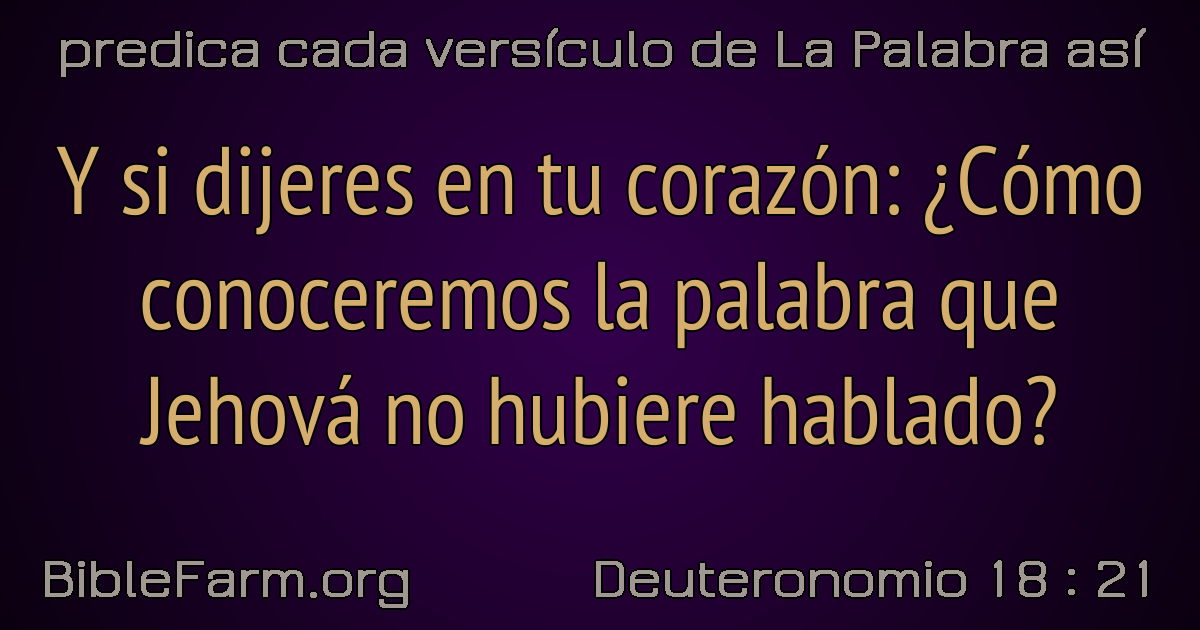 predica cada versículo de La Palabra así
Y si dijeres en tu corazón: ¿Cómo
conoceremos la palabra que
Jehová no hubiere hablado?
BibleFarm.org
Deuteronomio 18 : 21